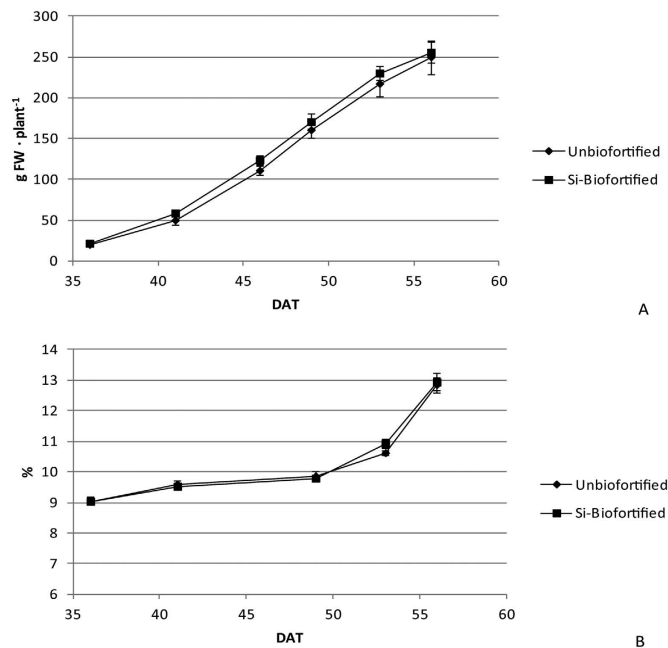 300
250
200
150
100
50
0
g FW · plant⁻¹
35 40 45 50 55 60
DAT
Unbiofortified
Si-Biofortified
A
14
13
12
11
10
9
8
7
6
%
35 40 45 50 55 60
DAT
Unbiofortified
Si-Biofortified
B